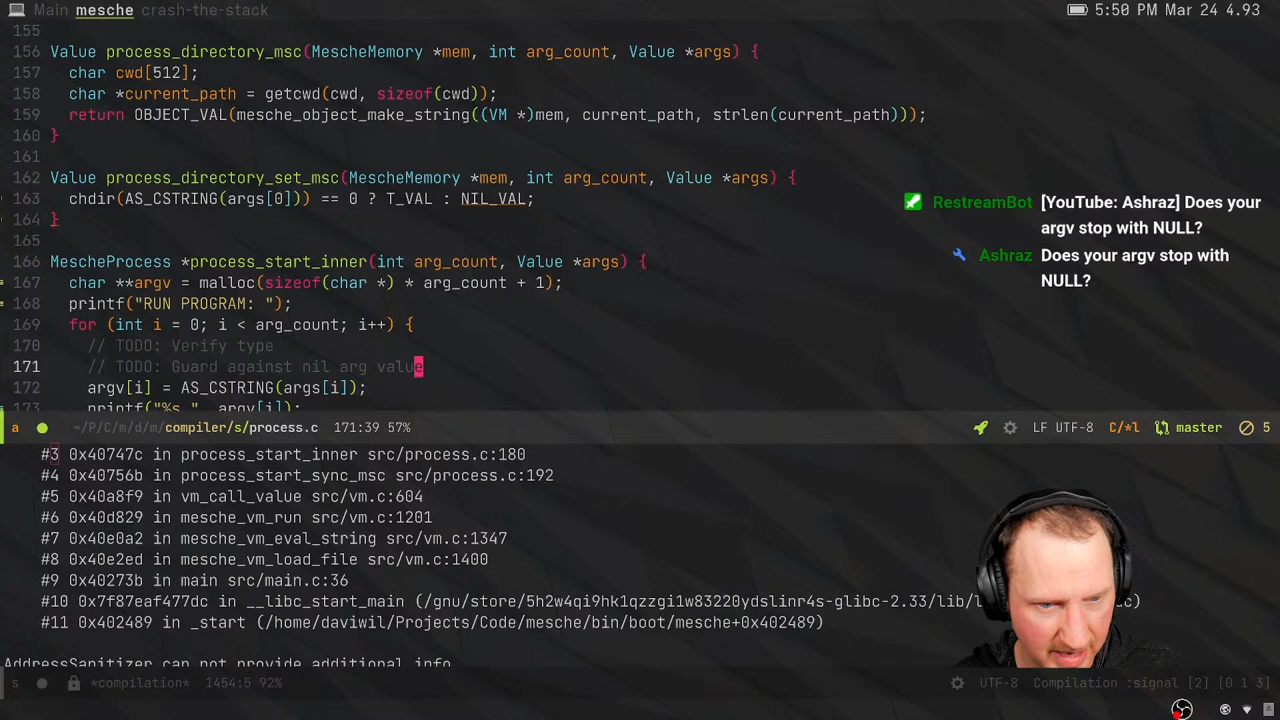 Main mesche crash-the-stack
5:50 PM Mar 24 4.93
155
156 Value process_directory_msc(MescheMemory *mem, int arg_count, Value *args) {
157 char cwd[512];
158 char *current_path = getcwd(cwd, sizeof(cwd));
159 return OBJECT_VAL(mesche_object_make_string((VM *)mem, current_path, strlen(current_path)));
160 }
161
162 Value process_directory_set_msc(MescheMemory *mem, int arg_count, Value *args) {
163 chdir(AS_CSTRING(args[0])) == 0 ? T_VAL : NIL_VAL;
164 }
165
166 MescheProcess *process_start_inner(int arg_count, Value *args) {
167 char **argv = malloc(sizeof(char *) * arg_count + 1);
168 printf("RUN PROGRAM: ");
169 for (int i = 0; i < arg_count; i++) {
170 // TODO: Verify type
171 // TODO: Guard against nil arg value
172 argv[i] = AS_CSTRING(args[i]);
173 printf("%s ", argv[i]);
RestreamBot [YouTube: Ashraz] Does your
argv stop with NULL?
Ashraz Does your argv stop with
NULL?
a ~/P/C/m/d/m/compiler/s/process.c 171:39 57% LF UTF-8 C/*l master 5
#3 0x40747c in process_start_inner src/process.c:180
#4 0x40756b in process_start_sync_msc src/process.c:192
#5 0x40a8f9 in vm_call_value src/vm.c:604
#6 0x40d829 in mesche_vm_run src/vm.c:1201
#7 0x40e0a2 in mesche_vm_eval_string src/vm.c:1347
#8 0x40e2ed in mesche_vm_load_file src/vm.c:1400
#9 0x40273b in main src/main.c:36
#10 0x7f87eaf477dc in __libc_start_main (/gnu/store/5h2w4qi9hk1qzzgi1w83220ydslinr4s-glibc-2.33/lib/l c)
#11 0x402489 in _start (/home/daviwil/Projects/Code/mesche/bin/boot/mesche+0x402489)
AddressSanitizer can not provide additional info.
s *compilation* 1454:5 92% UTF-8 Compilation :signal [2] [0 1 3]